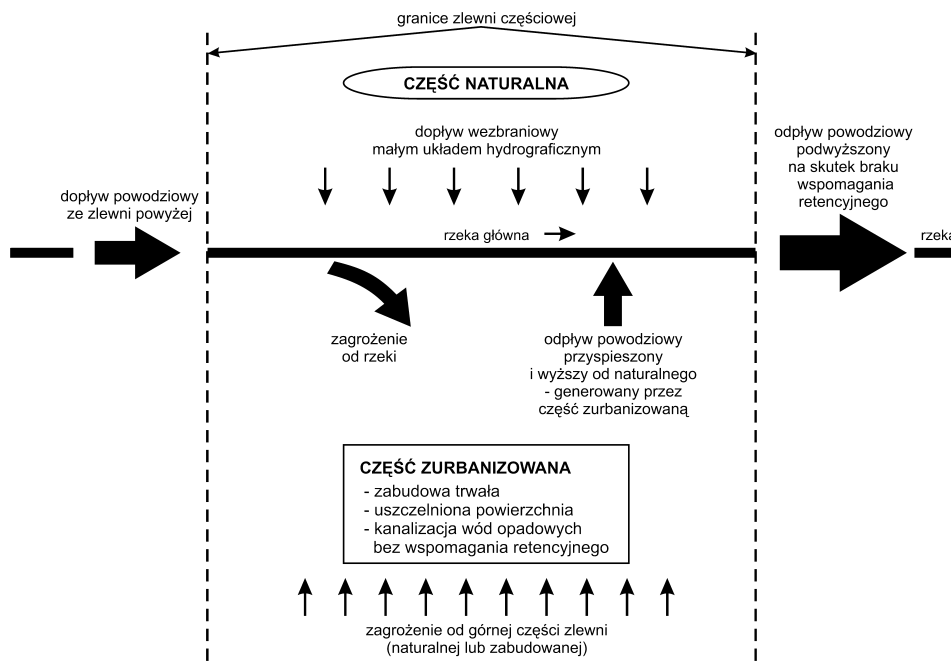 granice zlewni częściowej
CZĘŚĆ NATURALNA
dopływ wezbraniowy
małym układem hydrograficznym
odpływ powodziowy
podwyższony
na skutek braku
wspomagania
retencyjnego
dopływ powodziowy
ze zlewni powyżej
rzeka główna
rzeka
zagrożenie
od rzeki
odpływ powodziowy
przyspieszony
i wyższy od naturalnego
- generowany przez
część zurbanizowaną
CZĘŚĆ ZURBANIZOWANA
- zabudowa trwała
- uszczelniona powierzchnia
- kanalizacja wód opadowych
bez wspomagania retencyjnego
zagrożenie od górnej części zlewni
(naturalnej lub zabudowanej)